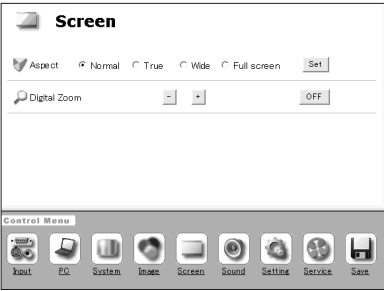 Screen
Aspect Normal True Wide Full screen Set
Digital Zoom - + OFF
Control Menu
Input PC System Image Screen Sound Setting Service Save